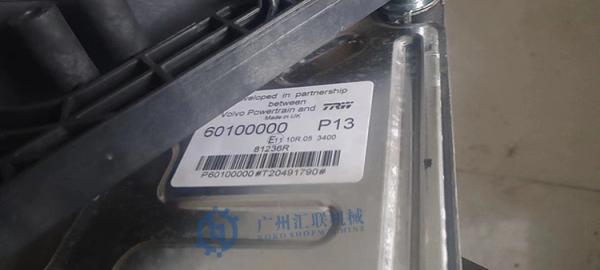 eveloped in partnership
between
Volvo Powertrain and TRW
Made in UK
60100000 P13
E11 10R.05 3400
81236R
P60100000#T20491790#
广州汇联机械